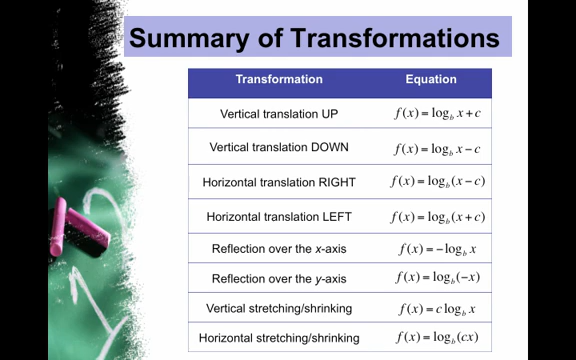 Summary of Transformations
Transformation Equation
Vertical translation UP f(x) = log_b x + c
Vertical translation DOWN f(x) = log_b x − c
Horizontal translation RIGHT f(x) = log_b(x − c)
Horizontal translation LEFT f(x) = log_b(x + c)
Reflection over the x-axis f(x) = −log_b x
Reflection over the y-axis f(x) = log_b(−x)
Vertical stretching/shrinking f(x) = c log_b x
Horizontal stretching/shrinking f(x) = log_b(cx)